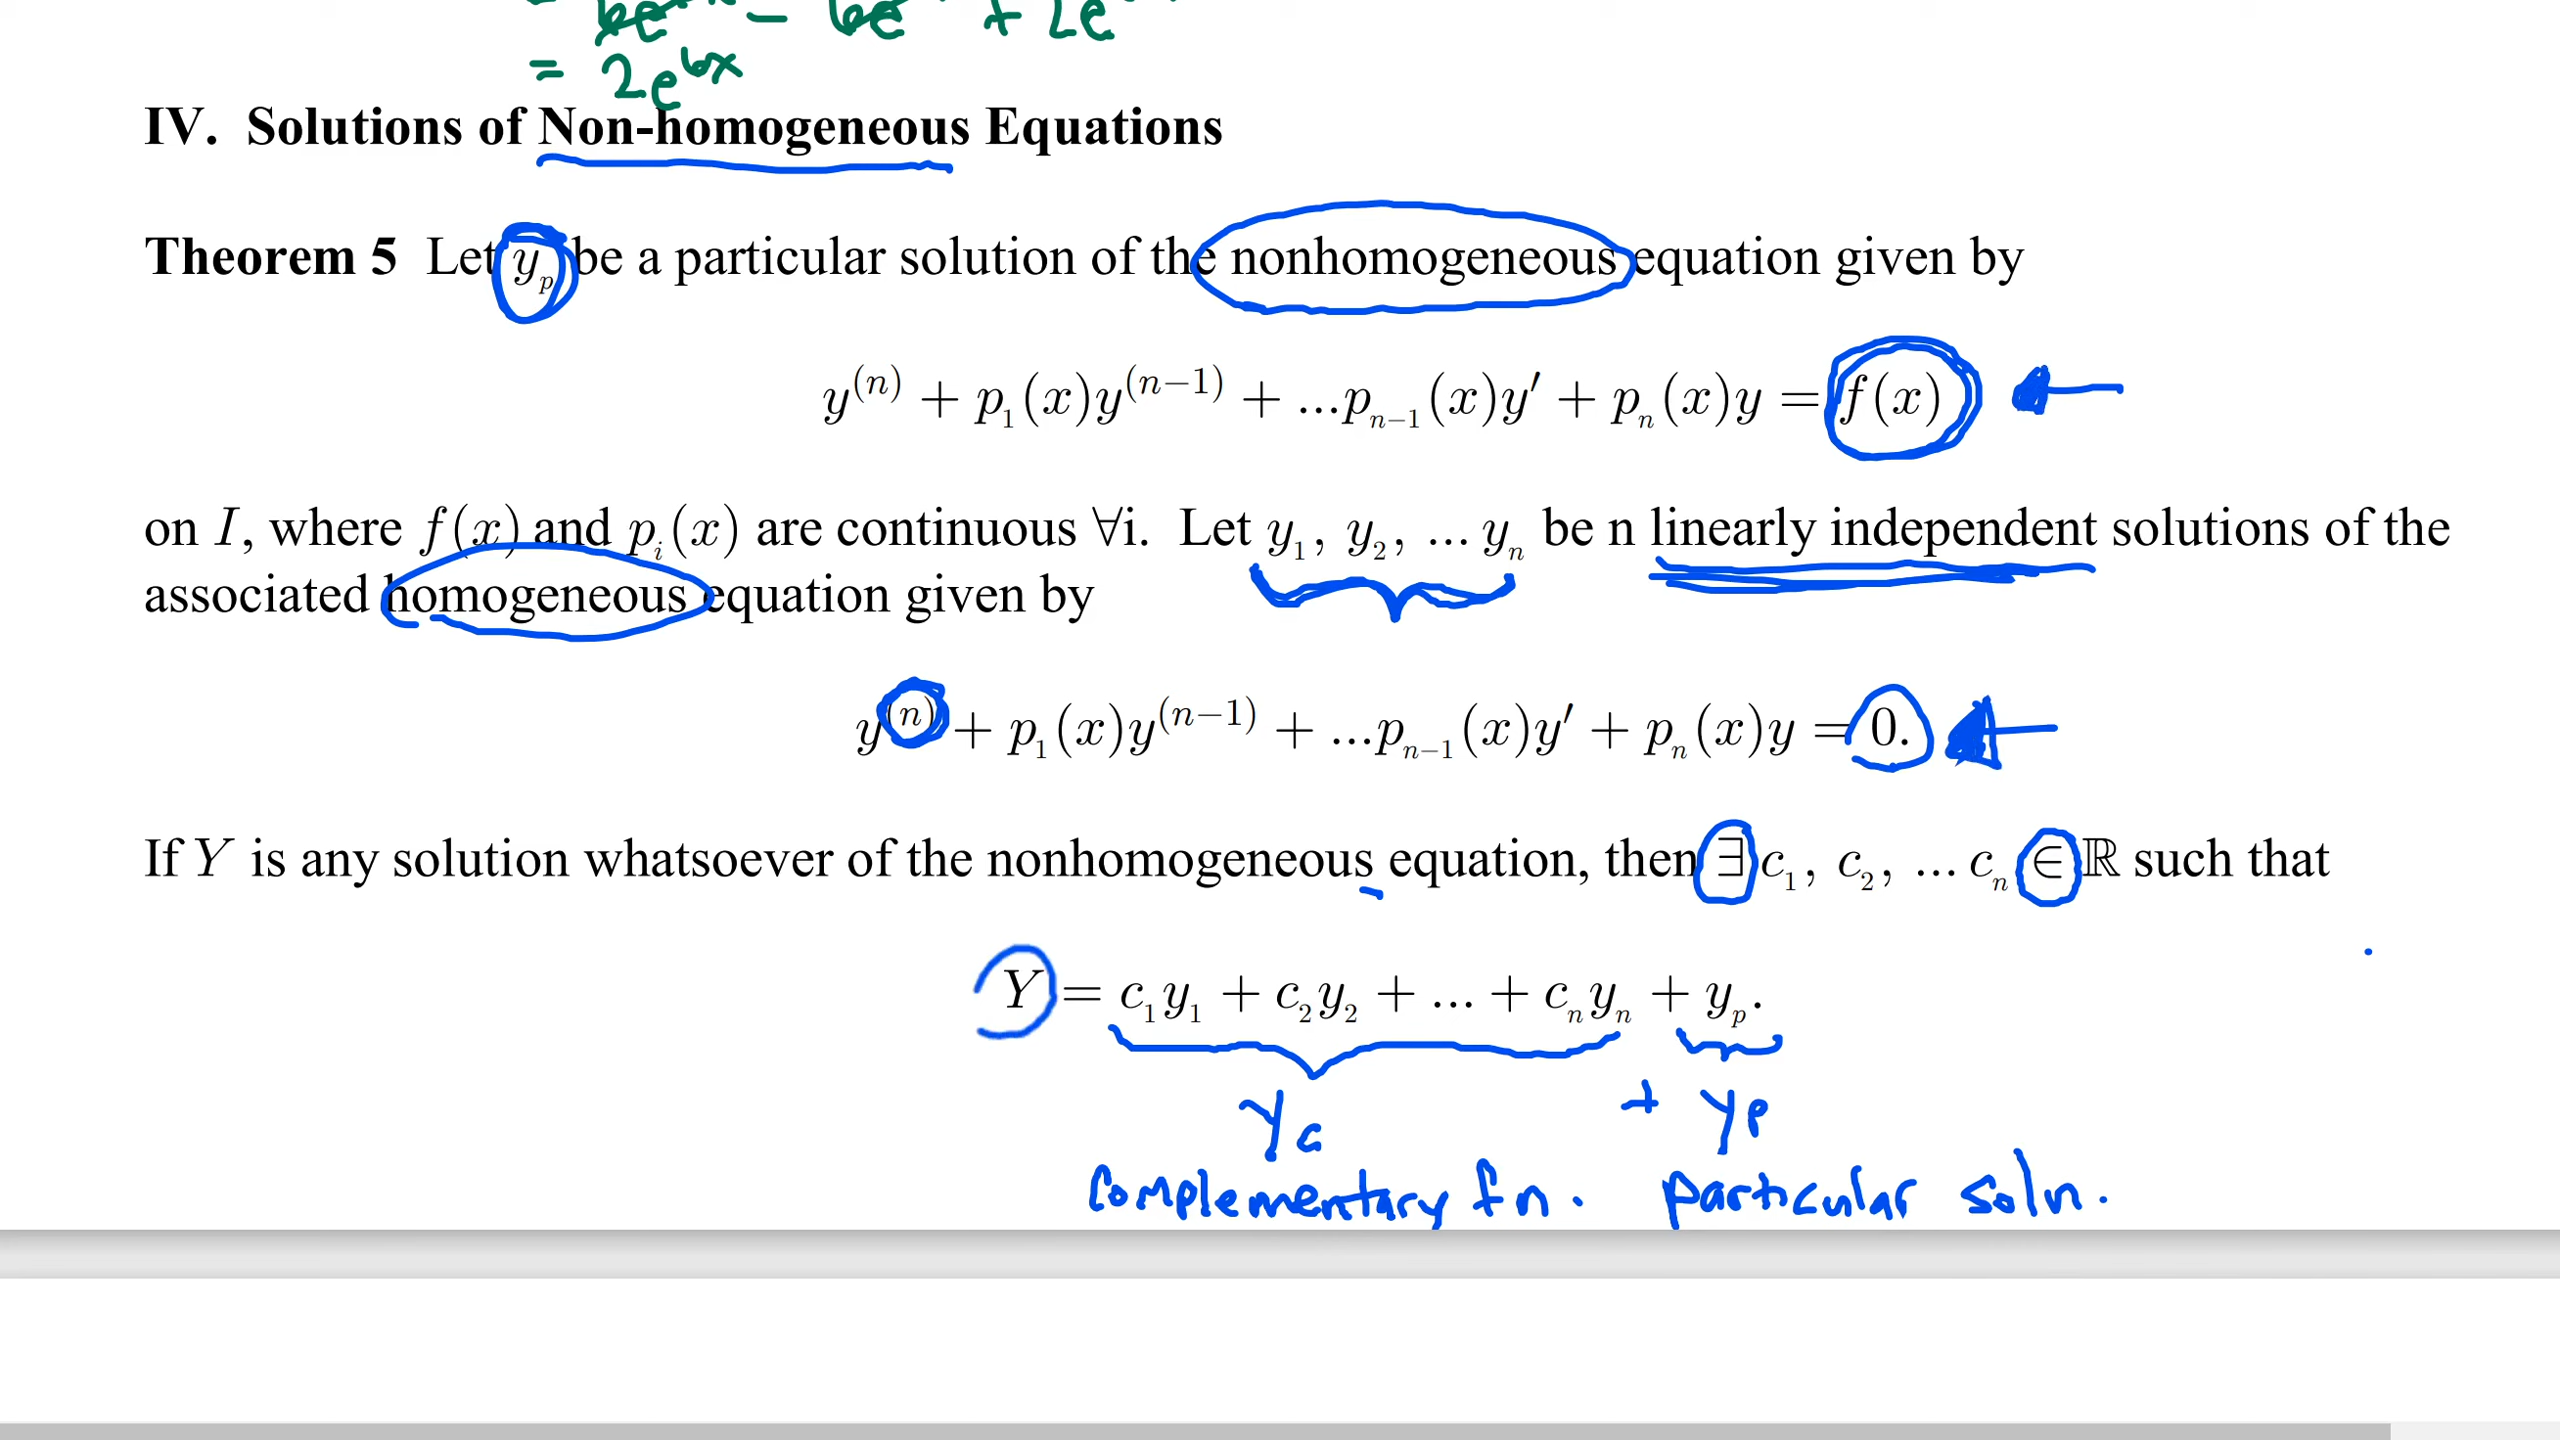 = 6e − 6e + 2e
= 2e^{6x}
IV. Solutions of Non-homogeneous Equations
Theorem 5 Let y_p be a particular solution of the nonhomogeneous equation given by
y^{(n)} + p_1(x)y^{(n−1)} + ...p_{n−1}(x)y′ + p_n(x)y = f(x)
on I, where f(x) and p_i(x) are continuous ∀i. Let y_1, y_2, ... y_n be n linearly independent solutions of the
associated homogeneous equation given by
y^{(n)} + p_1(x)y^{(n−1)} + ...p_{n−1}(x)y′ + p_n(x)y = 0.
If Y is any solution whatsoever of the nonhomogeneous equation, then ∃ c_1, c_2, ... c_n ∈ ℝ such that
Y = c_1y_1 + c_2y_2 + ... + c_ny_n + y_p.
y_c + y_p
complementary fn. particular soln.